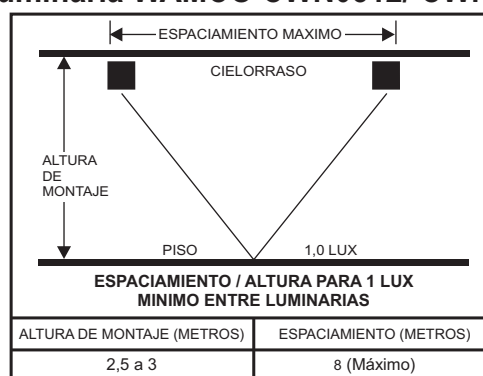 ESPACIAMIENTO MAXIMO
CIELORRASO
ALTURA
DE
MONTAJE
PISO 1,0 LUX
ESPACIAMIENTO / ALTURA PARA 1 LUX
MINIMO ENTRE LUMINARIAS
ALTURA DE MONTAJE (METROS) ESPACIAMIENTO (METROS)
2,5 a 3 8 (Máximo)